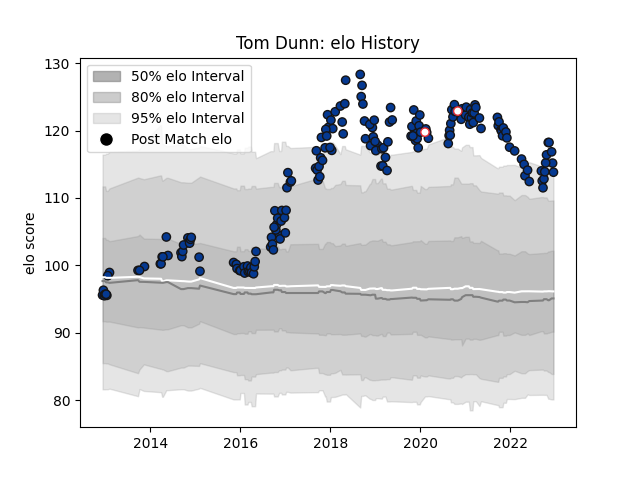 Tom Dunn: elo History
50% elo Interval
80% elo Interval
95% elo Interval
Post Match elo
elo score
130
120
110
100
90
80
2014
2016
2018
2020
2022